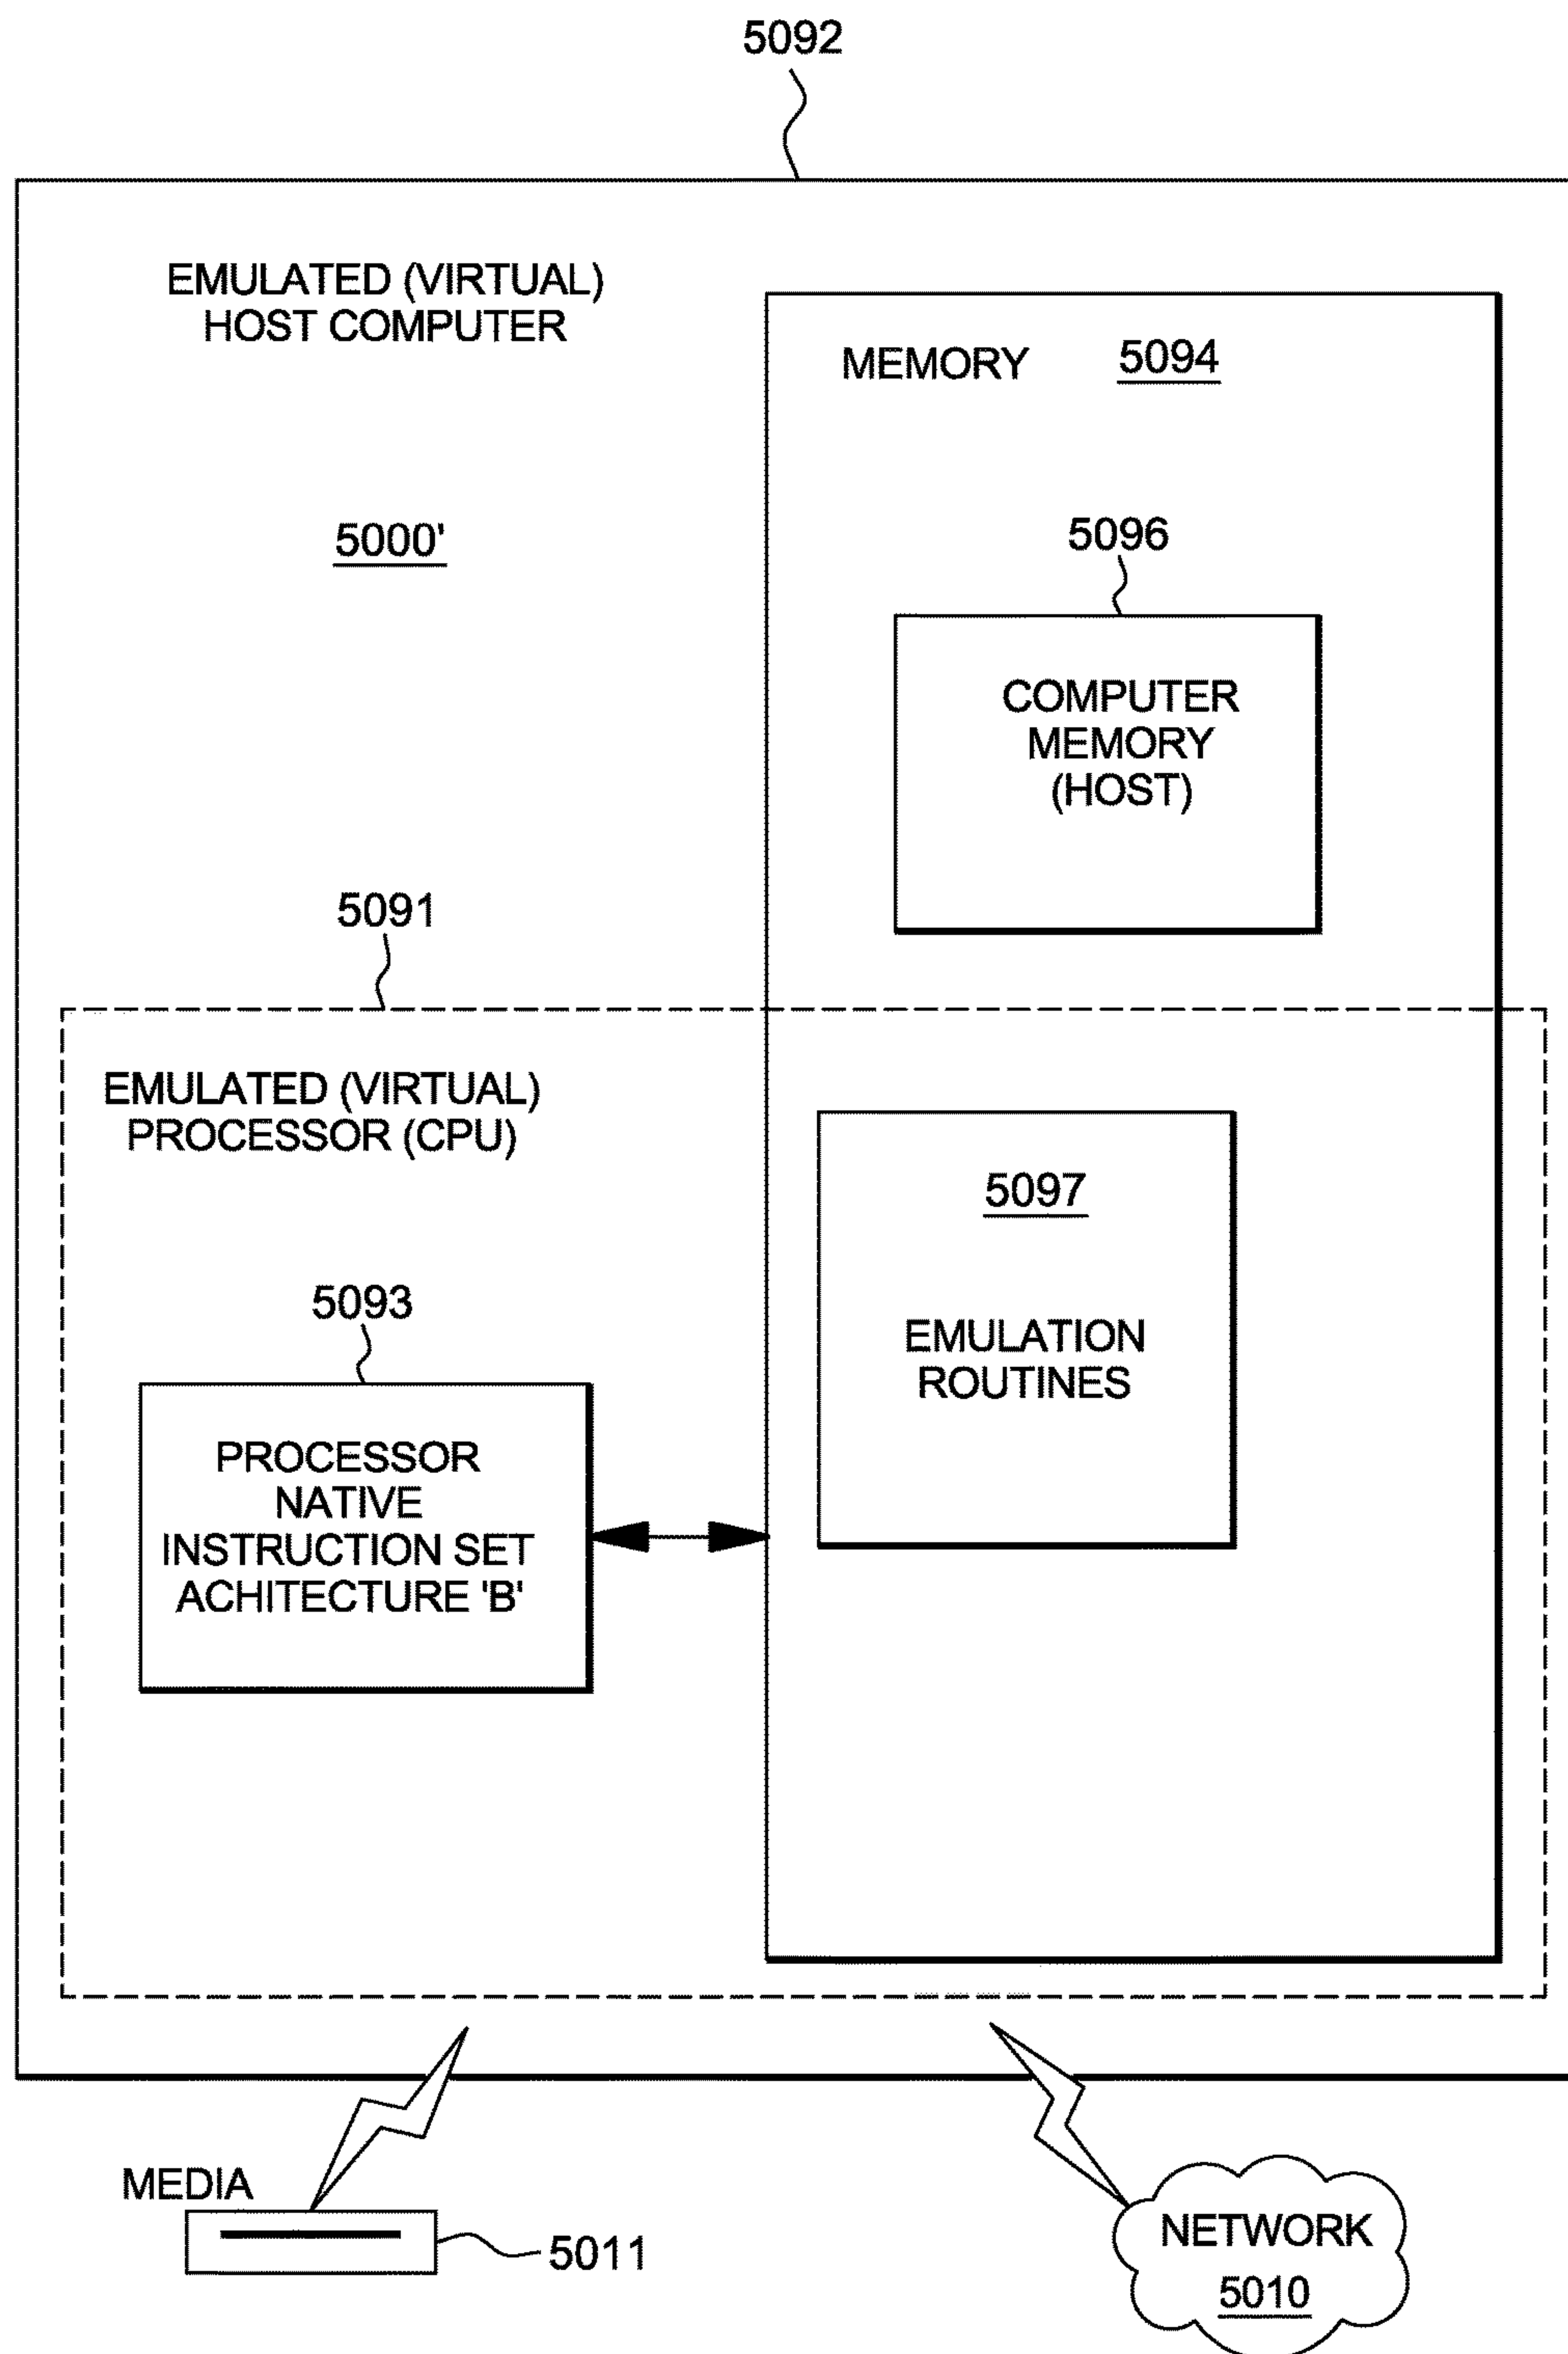 5092
EMULATED (VIRTUAL)
HOST COMPUTER
5000'
MEMORY 5094
5096
COMPUTER
MEMORY
(HOST)
5091
EMULATED (VIRTUAL)
PROCESSOR (CPU)
5097
EMULATION
ROUTINES
5093
PROCESSOR
NATIVE
INSTRUCTION SET
ACHITECTURE 'B'
MEDIA
5011
NETWORK
5010